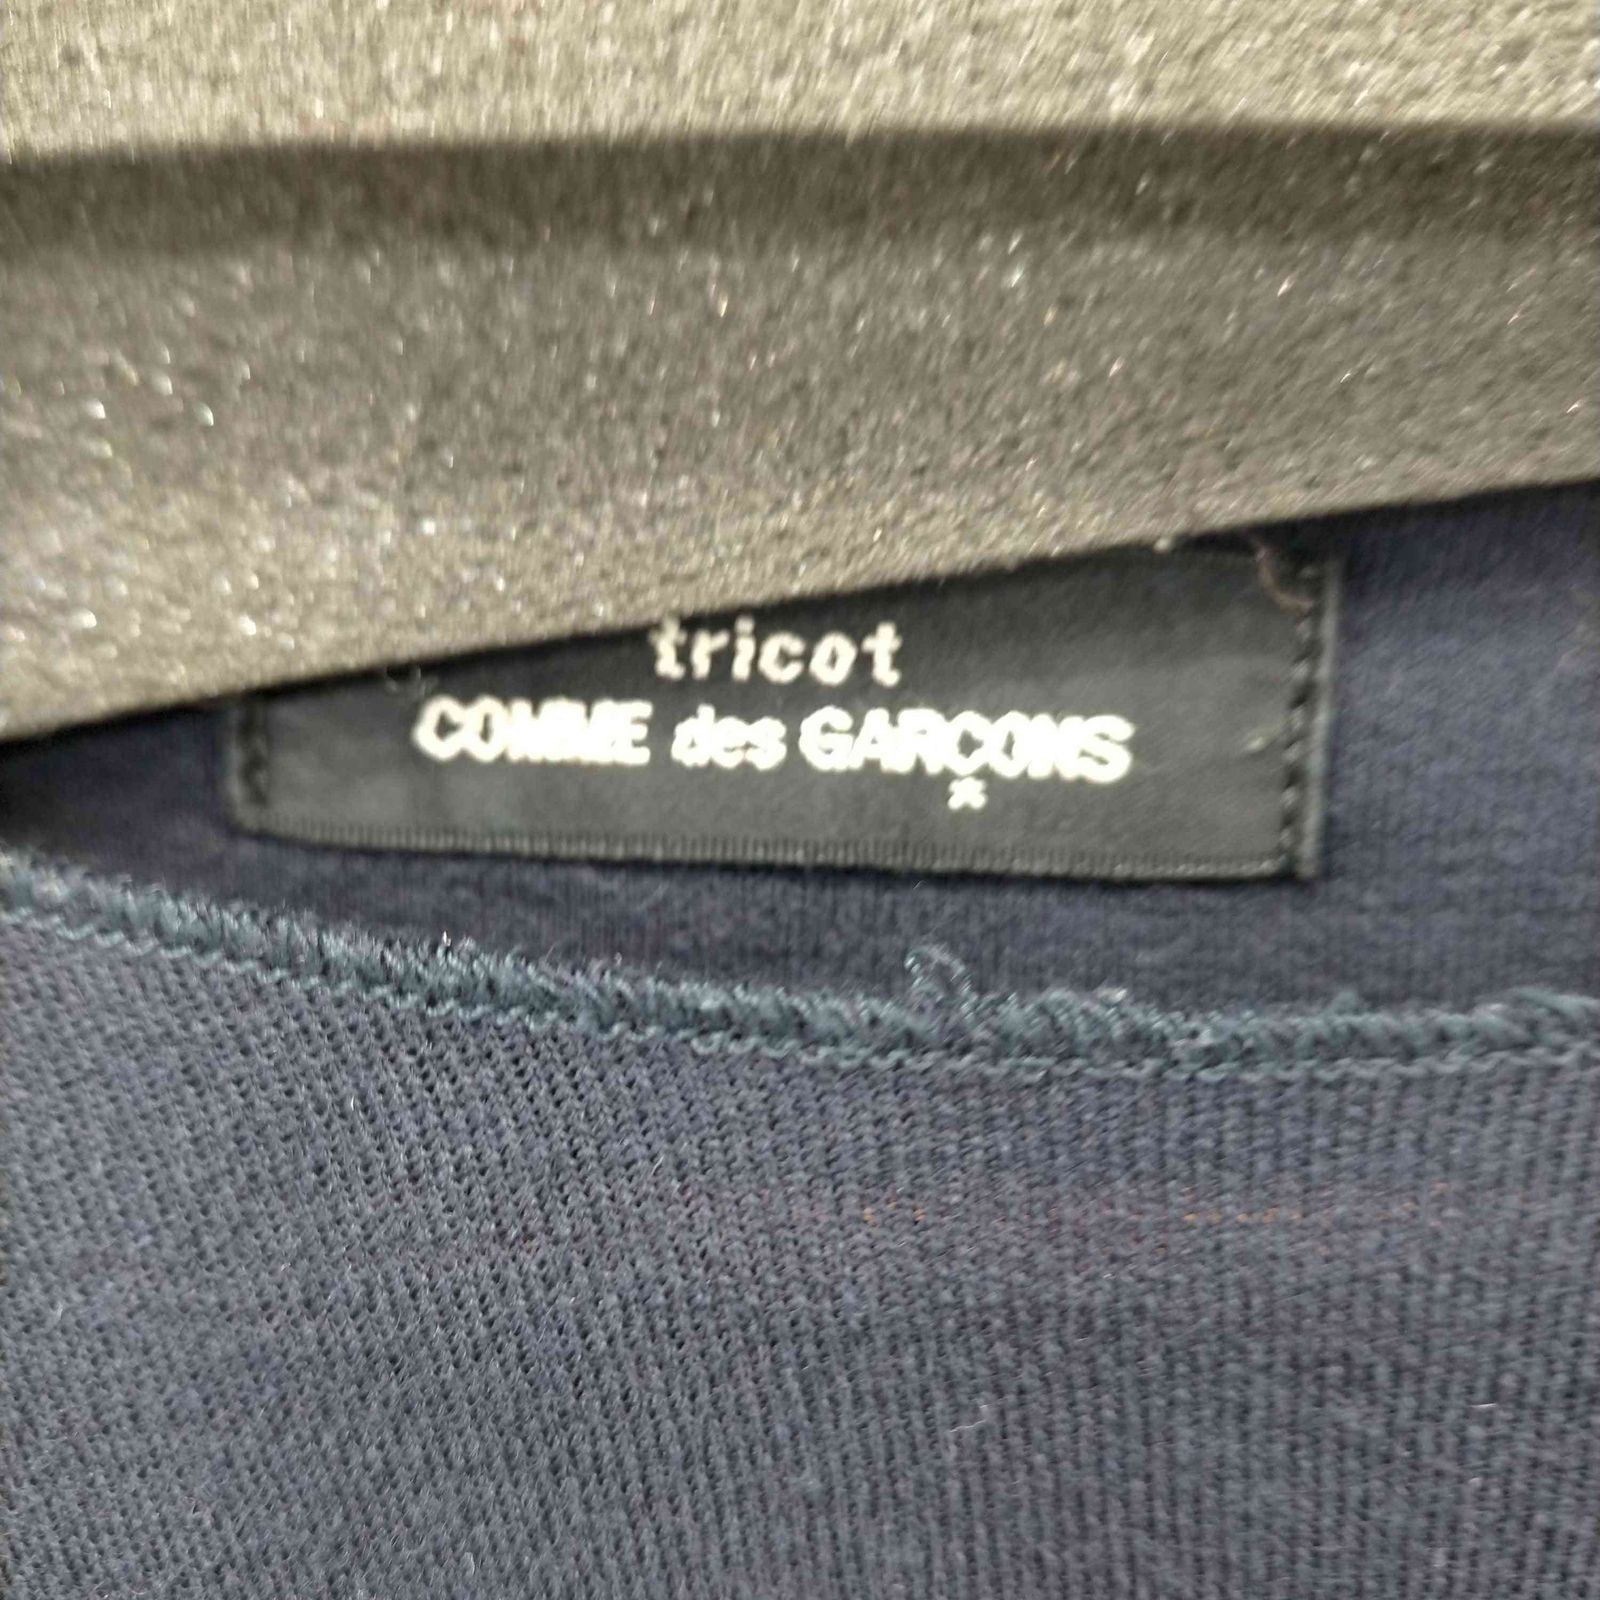 tricot
COMME des GARÇONS
*